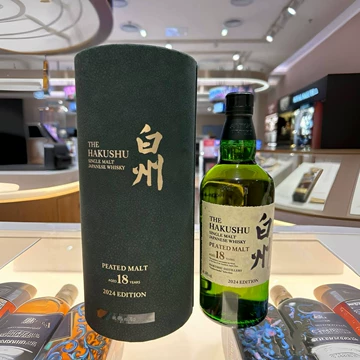 THE
HAKUSHU
SINGLE MALT
JAPANESE WHISKY
白州
PEATED MALT
AGED 18 YEARS
2024 EDITION
THE
HAKUSHU
SINGLE MALT
JAPANESE WHISKY
白州
PEATED MALT
AGED 18 YEARS
2024 EDITION